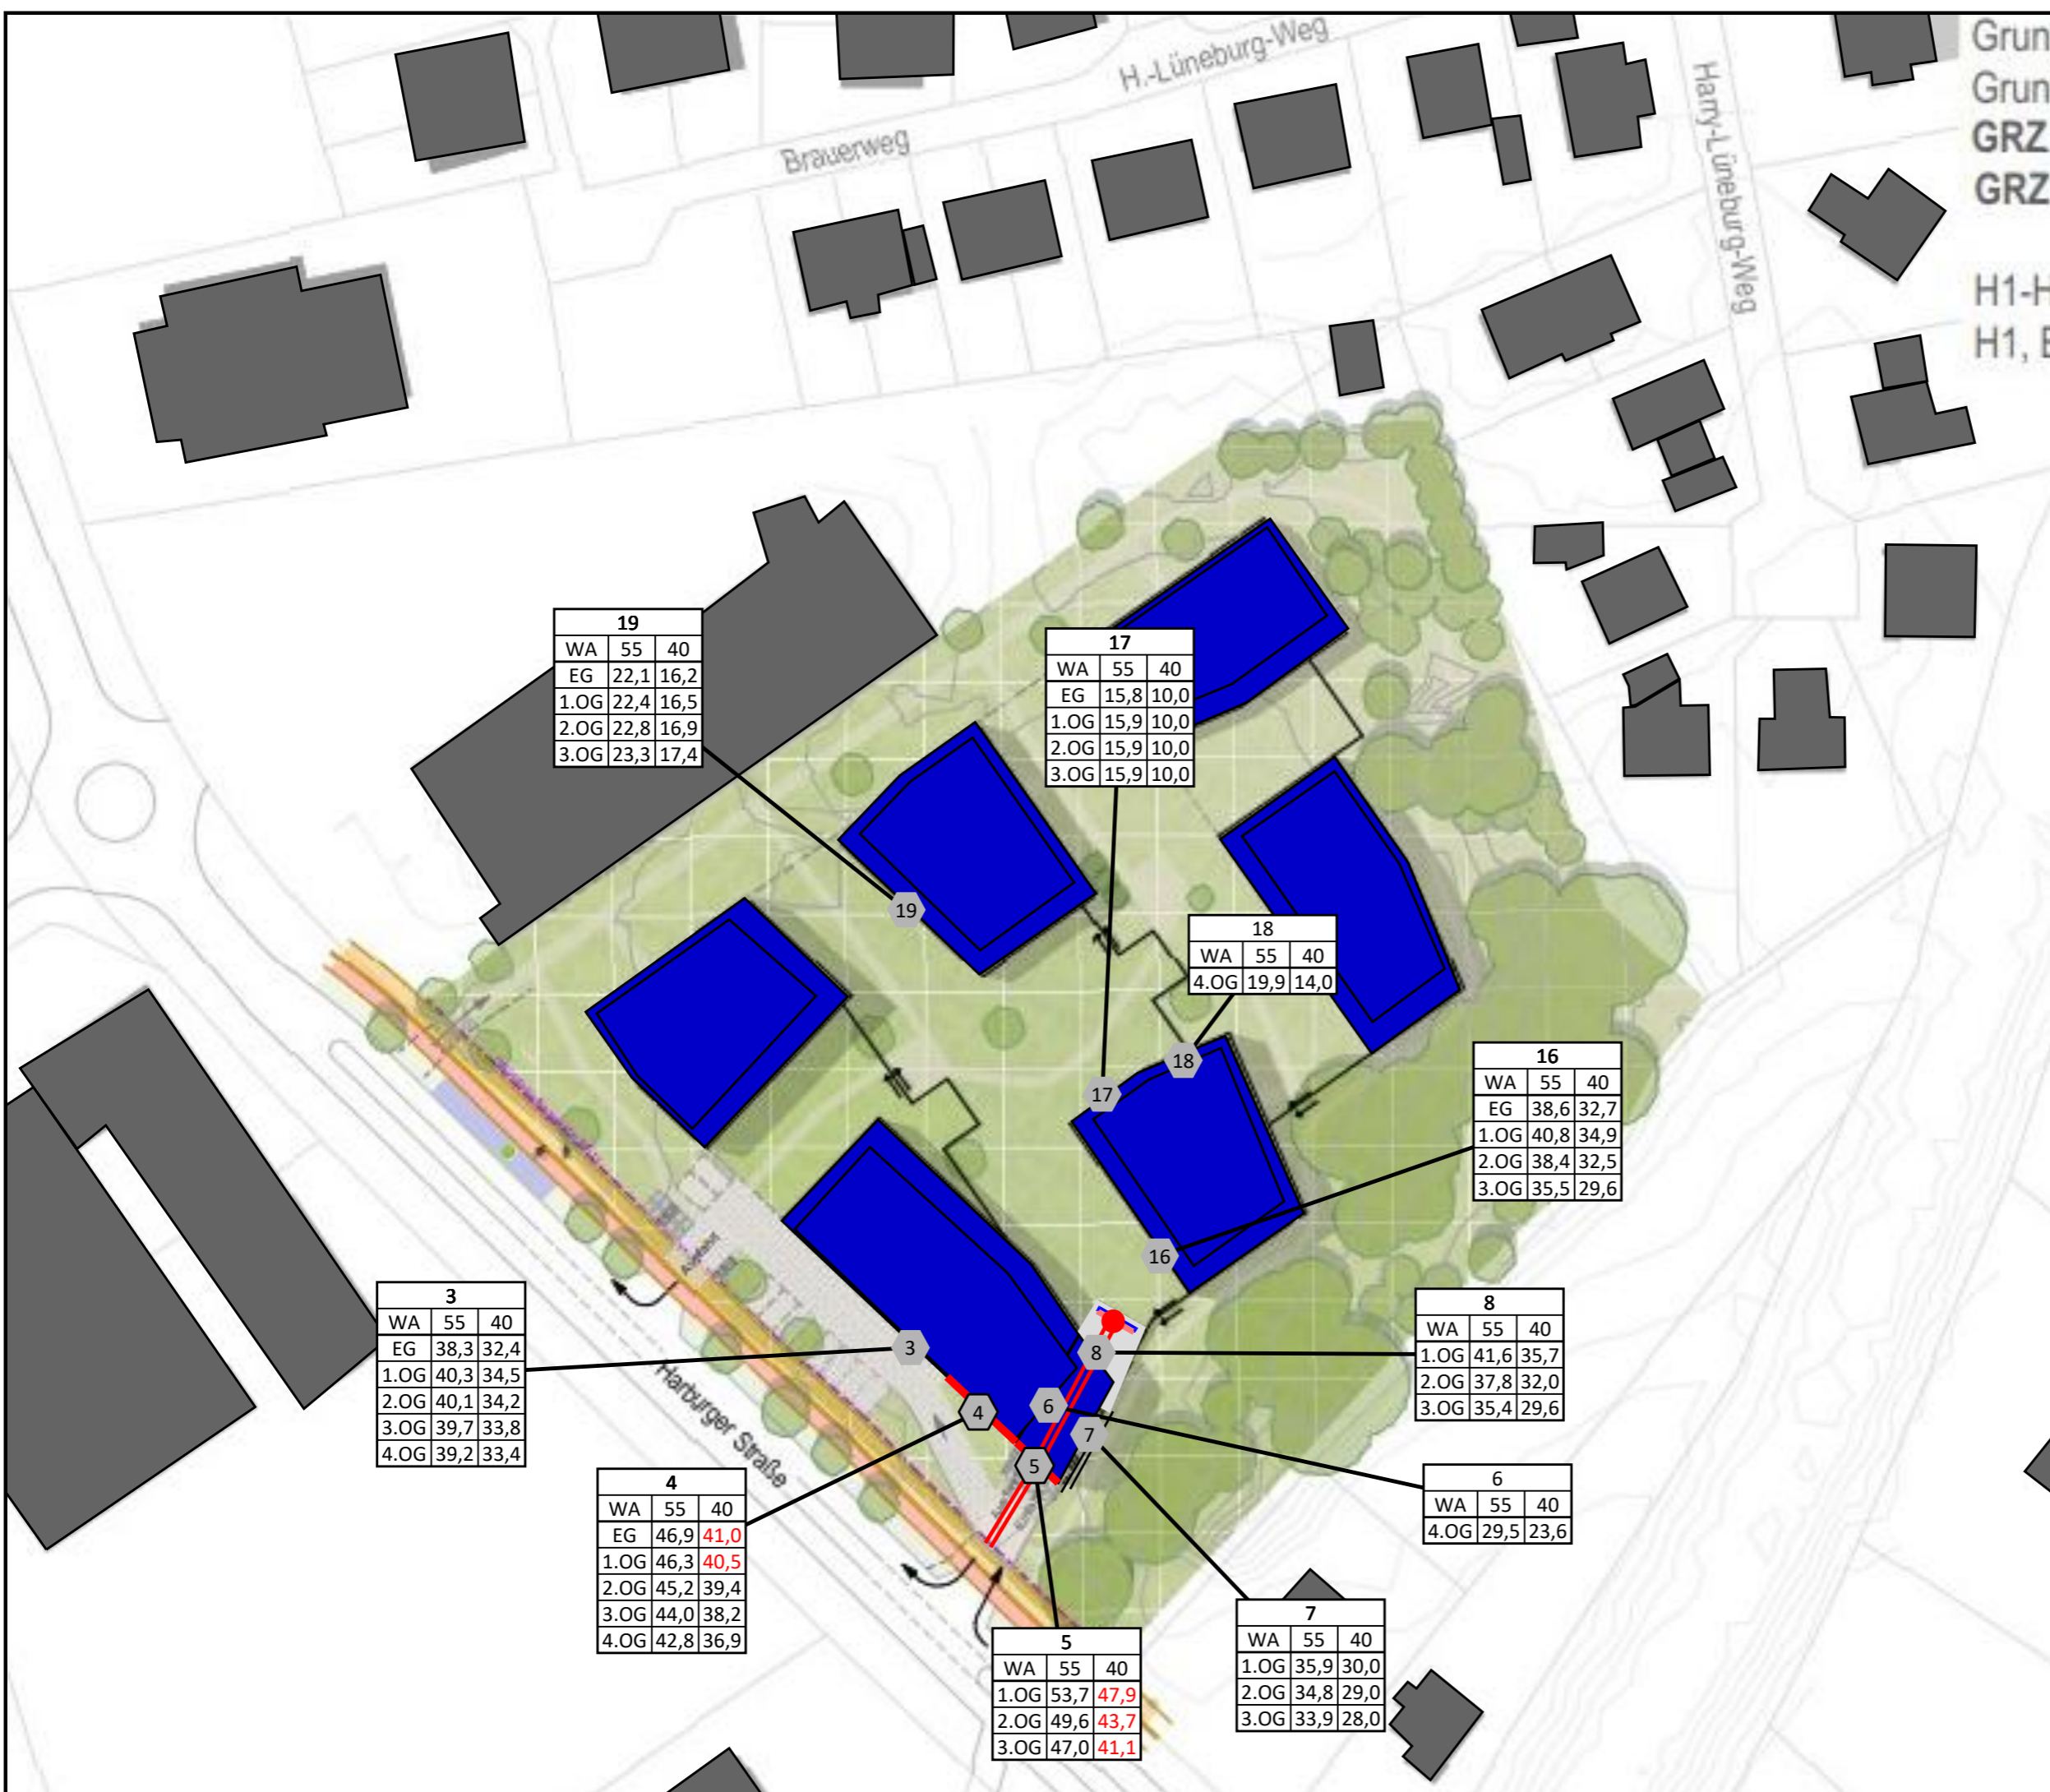 H.-Lüneburg-Weg
Brauerweg
Harry-Lüneburg-Weg
Grun
Grun
GRZ
GRZ
H1-H
H1, E
19
WA 55 40
EG 22,1 16,2
1.OG 22,4 16,5
2.OG 22,8 16,9
3.OG 23,3 17,4
17
WA 55 40
EG 15,8 10,0
1.OG 15,9 10,0
2.OG 15,9 10,0
3.OG 15,9 10,0
18
WA 55 40
4.OG 19,9 14,0
16
WA 55 40
EG 38,6 32,7
1.OG 40,8 34,9
2.OG 38,4 32,5
3.OG 35,5 29,6
19
18
17
16
3
8
6
4
7
5
3
WA 55 40
EG 38,3 32,4
1.OG 40,3 34,5
2.OG 40,1 34,2
3.OG 39,7 33,8
4.OG 39,2 33,4
8
WA 55 40
1.OG 41,6 35,7
2.OG 37,8 32,0
3.OG 35,4 29,6
Harburger Straße
4
WA 55 40
EG 46,9 41,0
1.OG 46,3 40,5
2.OG 45,2 39,4
3.OG 44,0 38,2
4.OG 42,8 36,9
6
WA 55 40
4.OG 29,5 23,6
5
WA 55 40
1.OG 53,7 47,9
2.OG 49,6 43,7
3.OG 47,0 41,1
7
WA 55 40
1.OG 35,9 30,0
2.OG 34,8 29,0
3.OG 33,9 28,0